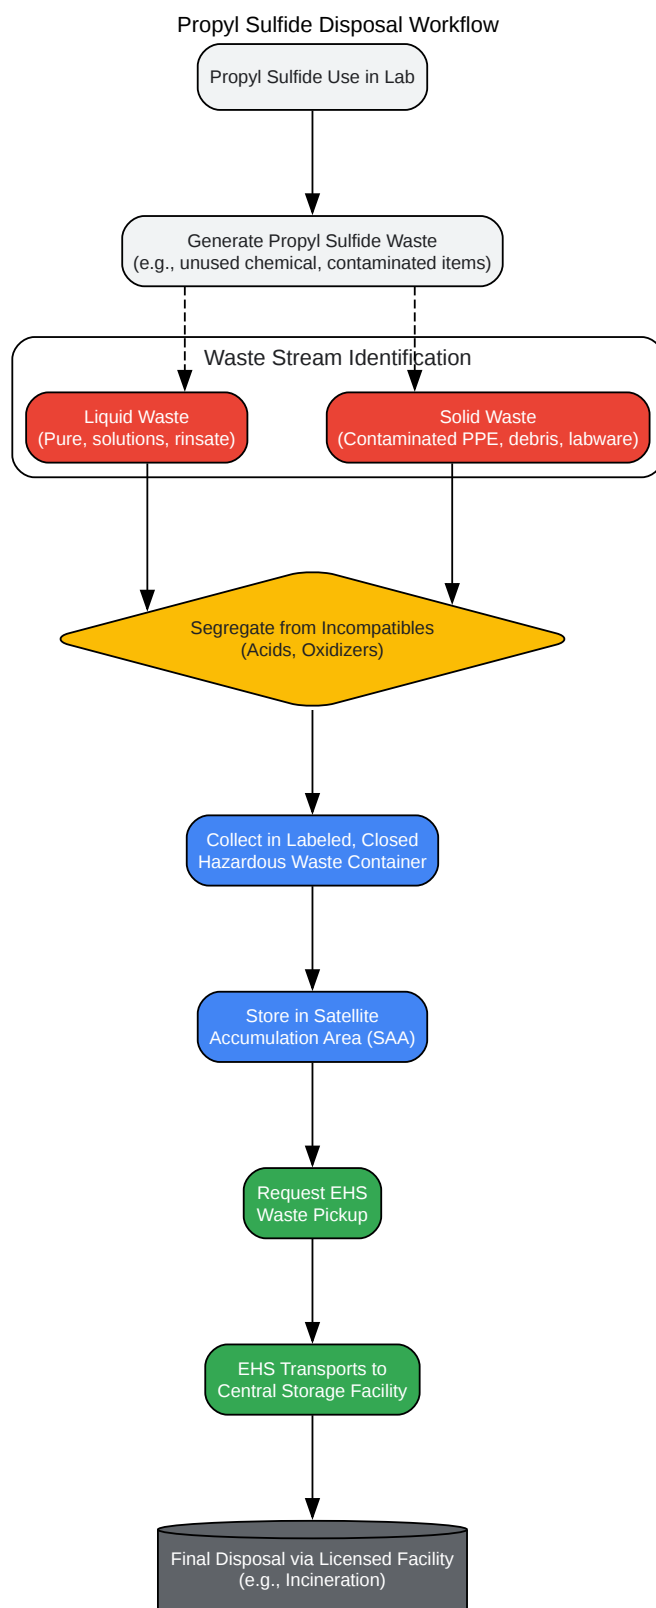 Propyl Sulfide Disposal Workflow
Propyl Sulfide Use in Lab
Generate Propyl Sulfide Waste
(e.g., unused chemical, contaminated items)
Waste Stream Identification
Liquid Waste
(Pure, solutions, rinsate)
Solid Waste
(Contaminated PPE, debris, labware)
Segregate from Incompatibles
(Acids, Oxidizers)
Collect in Labeled, Closed
Hazardous Waste Container
Store in Satellite
Accumulation Area (SAA)
Request EHS
Waste Pickup
EHS Transports to
Central Storage Facility
Final Disposal via Licensed Facility
(e.g., Incineration)